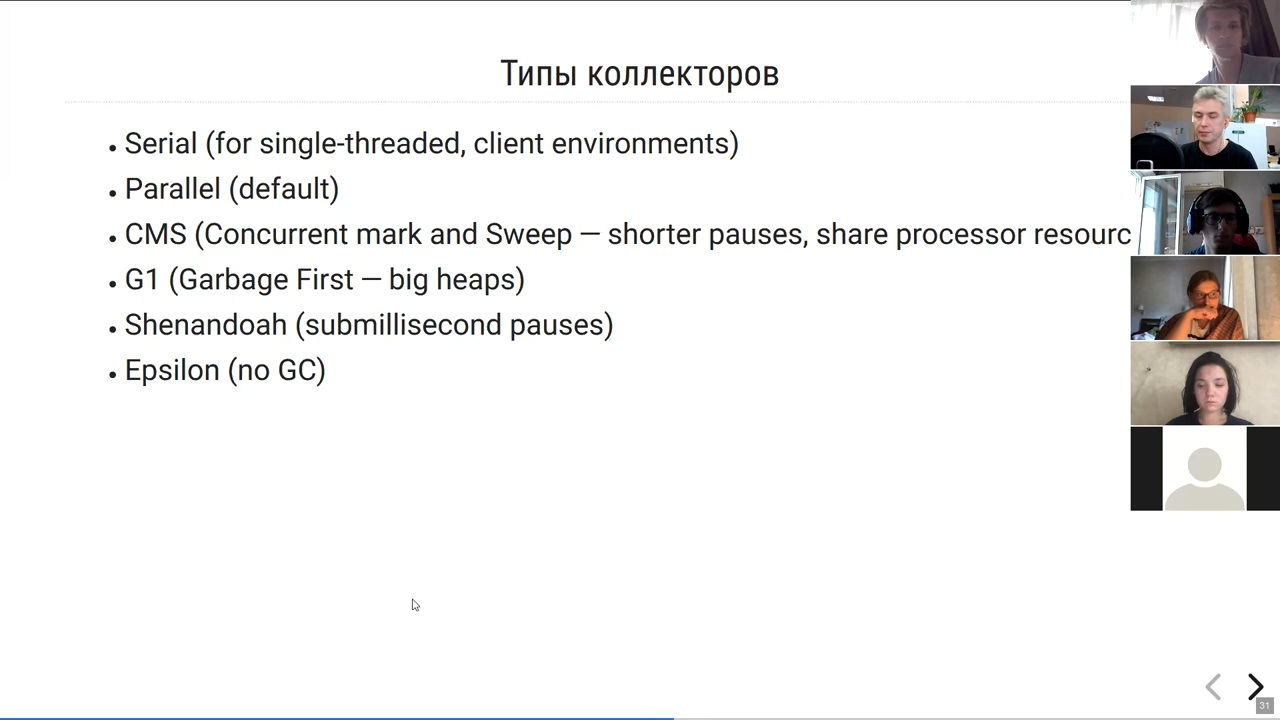 Типы коллекторов
• Serial (for single-threaded, client environments)
• Parallel (default)
• CMS (Concurrent mark and Sweep — shorter pauses, share processor resourc
• G1 (Garbage First — big heaps)
• Shenandoah (submillisecond pauses)
• Epsilon (no GC)
31